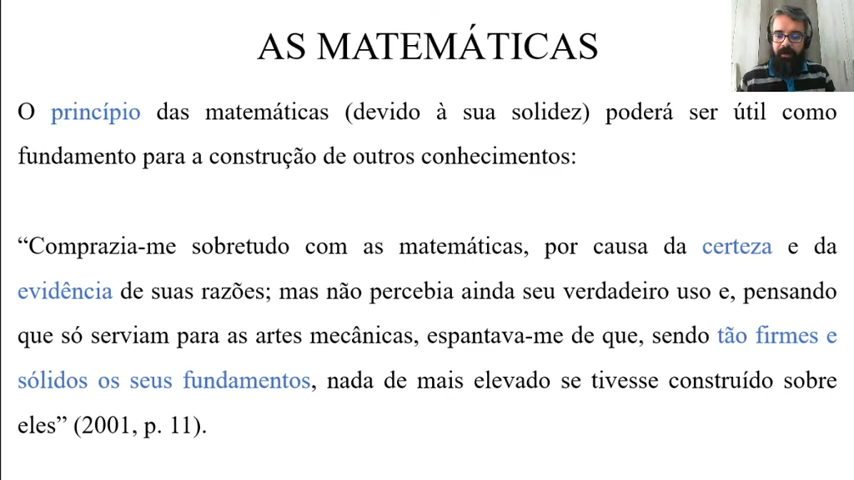 AS MATEMÁTICAS
O princípio das matemáticas (devido à sua solidez) poderá ser útil como
fundamento para a construção de outros conhecimentos:
“Comprazia-me sobretudo com as matemáticas, por causa da certeza e da
evidência de suas razões; mas não percebia ainda seu verdadeiro uso e, pensando
que só serviam para as artes mecânicas, espantava-me de que, sendo tão firmes e
sólidos os seus fundamentos, nada de mais elevado se tivesse construído sobre
eles” (2001, p. 11).